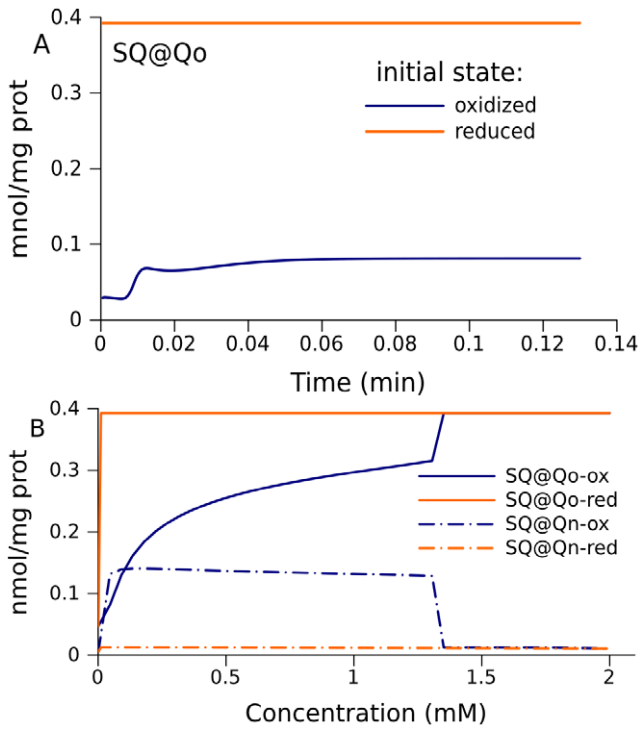 A
SQ@Qo
initial state:
oxidized
reduced
mnol/mg prot
0.4
0.3
0.2
0.1
0
0 0.02 0.04 0.06 0.08 0.1 0.12 0.14
Time (min)
B
SQ@Qo-ox
SQ@Qo-red
SQ@Qn-ox
SQ@Qn-red
nmol/mg prot
0.4
0.3
0.2
0.1
0
0 0.5 1 1.5 2
Concentration (mM)